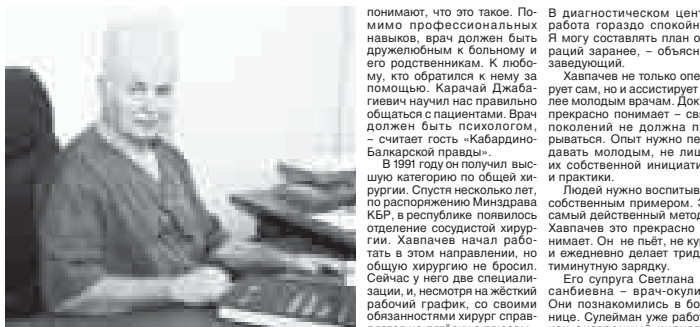 понимают, что это такое. По-
мимо профессиональных
навыков, врач должен быть
дружелюбным к больному и
его родственникам. К любо-
му, кто обратился к нему за
помощью. Карачай Джаба-
гиевич научил нас правильно
общаться с пациентами. Врач
должен быть психологом,
– считает гость «Кабардино-
Балкарской правды».
В 1991 году он получил выс-
шую категорию по общей хи-
рургии. Спустя несколько лет,
по распоряжению Минздрава
КБР, в республике появилось
отделение сосудистой хирур-
гии. Хавпачев начал рабо-
тать в этом направлении, но
общую хирургию не бросил.
Сейчас у него две специали-
зации, и, несмотря на жёсткий
рабочий график, со своими
обязанностями хирург справ-
В диагностическом цент
работа гораздо спокойн
Я могу составлять план о
раций заранее, – объясн
заведующий.
Хавпачев не только опе
рует сам, но и ассистирует
лее молодым врачам. Док
прекрасно понимает – св
поколений не должна п
рываться. Опыт нужно пе
давать молодым, не лиш
их собственной инициати
и практики.
Людей нужно воспитыв
собственным примером.
самый действенный метод
Хавпачев это прекрасно
нимает. Он не пьёт, не ку
и ежедневно делает трид
тиминутную зарядку.
Его супруга Светлана
санбиевна – врач-окули
Они познакомились в бо
нице. Сулейман уже рабо